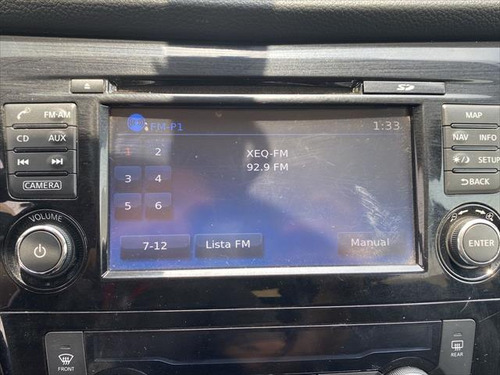 FM-AM
CD AUX
CAMERA
VOLUME
FRONT
FM-P1
1:33
1 2
3 4
5 6
XEQ-FM
92.9 FM
7-12
Lista FM
Manual
SD
MAP
NAV INFO
SETUP
BACK
ENTER
REAR